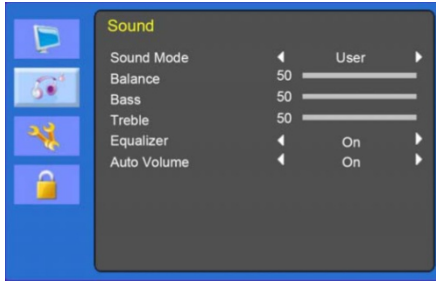 Sound
Sound Mode User
Balance 50
Bass 50
Treble 50
Equalizer On
Auto Volume On